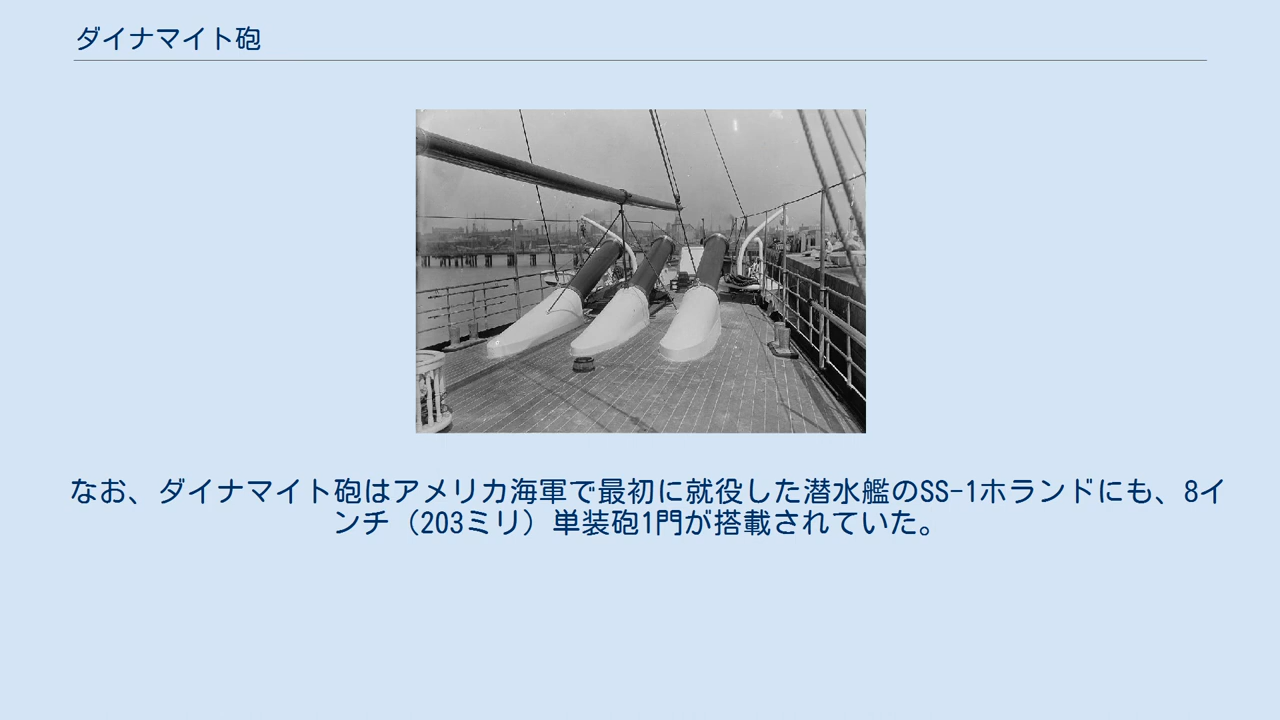 ダイナマイト砲
なお、ダイナマイト砲はアメリカ海軍で最初に就役した潜水艦のSS-1ホランドにも、8イ
ンチ（203ミリ）単装砲1門が搭載されていた。